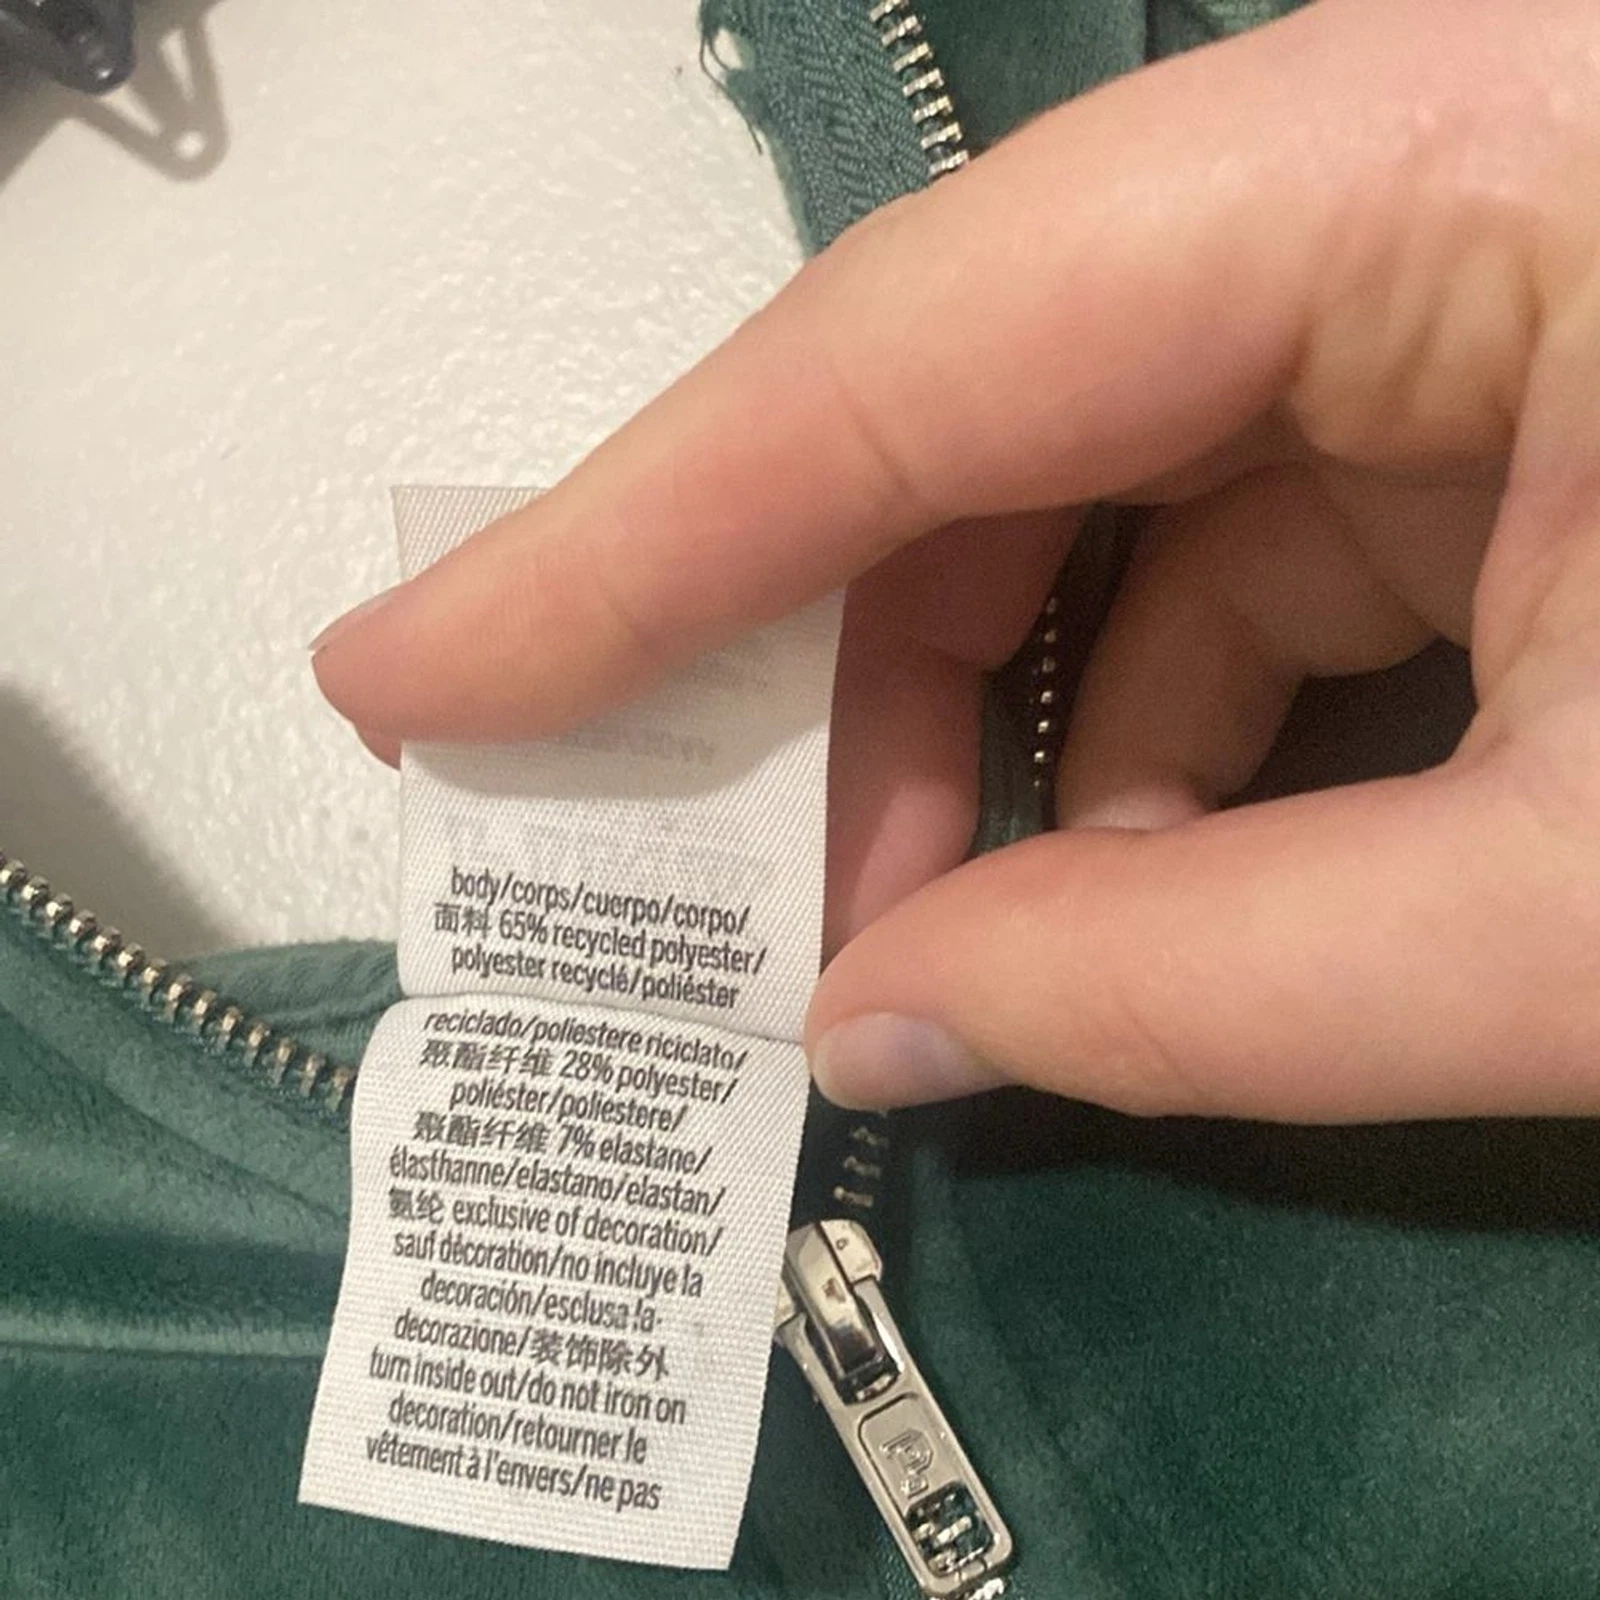 body/corps/cuerpo/corpo/
面料 65% recycled polyester/
polyester recyclé/poliéster
reciclado/poliestere riciclato/
聚酯纤维 28% polyester/
poliéster/poliestere/
聚酯纤维 7% elastane/
élasthanne/elastano/elastan/
氨纶 exclusive of decoration/
sauf décoration/no incluye la
decoración/esclusa la
decorazione/装饰除外
turn inside out/do not iron on
decoration/retourner le
vêtement à l'envers/ne pas